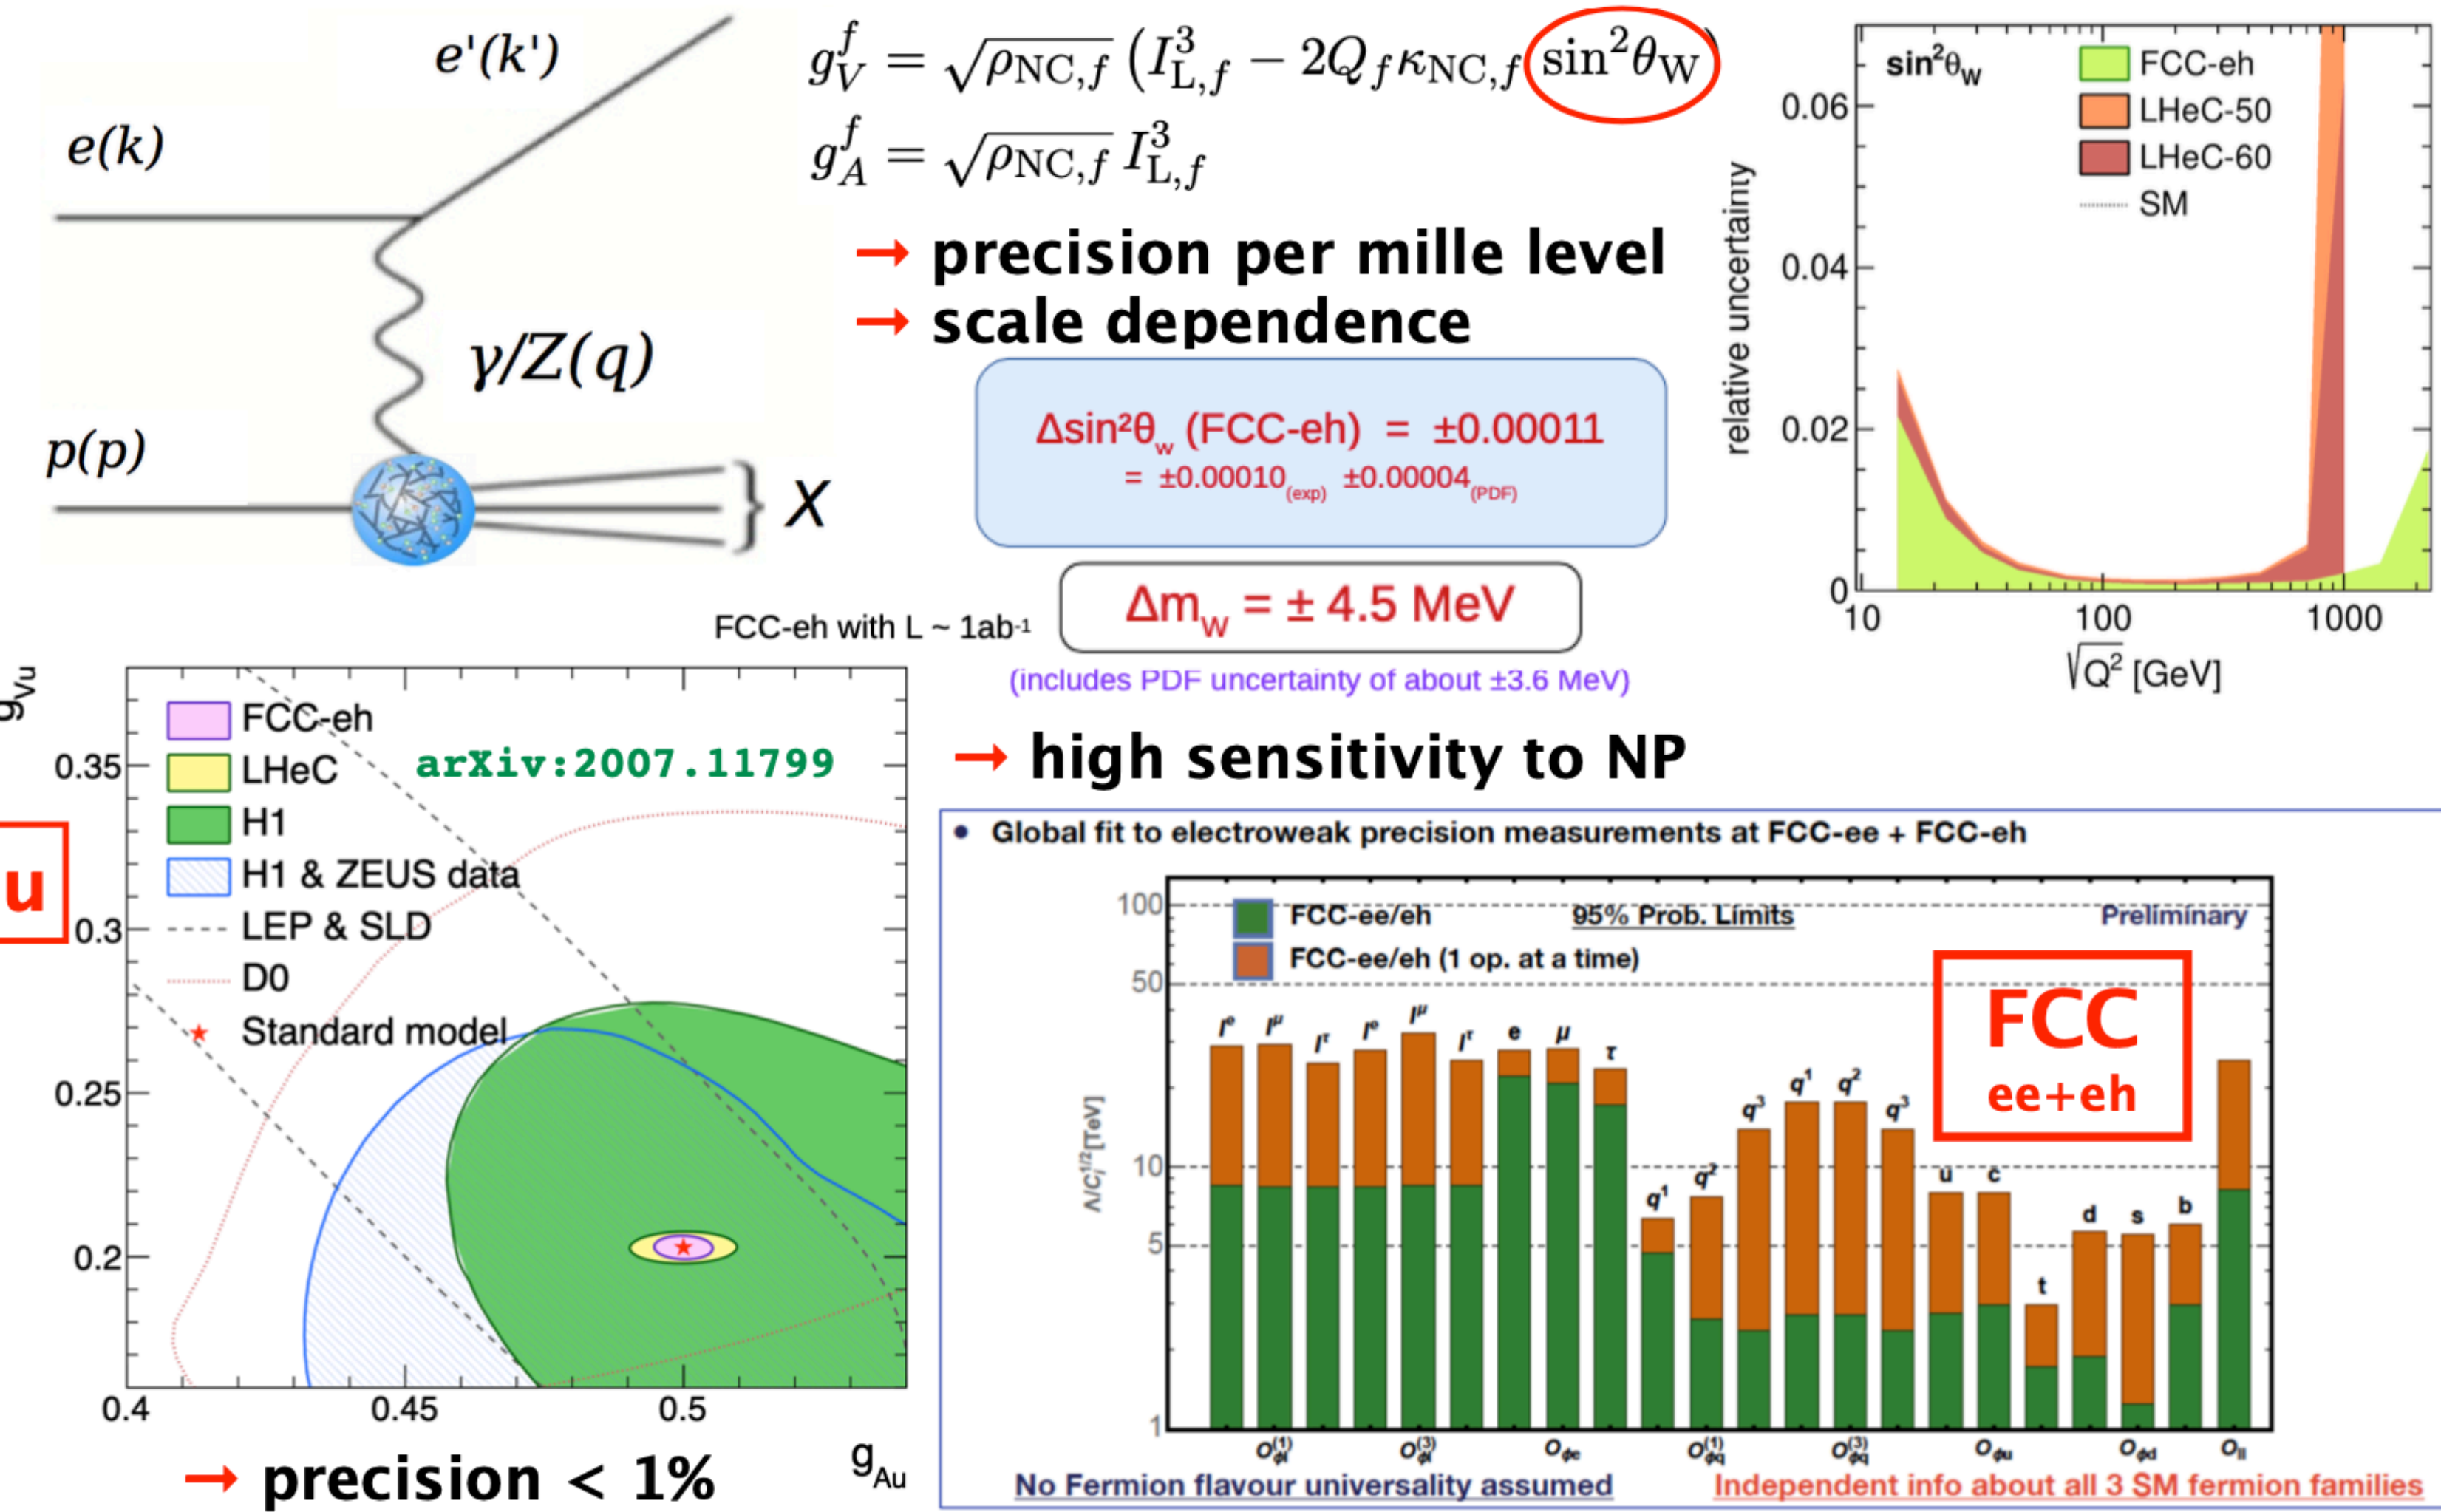 e'(k')
e(k)
γ/Z(q)
p(p)
X
g_V^f = √ρ_NC,f (I^3_L,f − 2Q_f κ_NC,f sin²θ_W)
g_A^f = √ρ_NC,f I^3_L,f
→ precision per mille level
→ scale dependence
Δsin²θ_w (FCC-eh) = ±0.00011
= ±0.00010(exp) ±0.00004(PDF)
FCC-eh with L ~ 1ab-1
Δm_W = ± 4.5 MeV
(includes PDF uncertainty of about ±3.6 MeV)
sin²θ_W
FCC-eh
LHeC-50
LHeC-60
SM
relative uncertainty
0.06
0.04
0.02
0
10 100 1000
√Q² [GeV]
→ high sensitivity to NP
g_Vu
u
FCC-eh
LHeC
H1
H1 & ZEUS data
LEP & SLD
D0
Standard model
arXiv:2007.11799
0.35
0.3
0.25
0.2
0.4 0.45 0.5
g_Au
→ precision < 1%
• Global fit to electroweak precision measurements at FCC-ee + FCC-eh
FCC-ee/eh
95% Prob. Limits
Preliminary
FCC-ee/eh (1 op. at a time)
FCC
ee+eh
Λ/C_i^1/2 [TeV]
100
50
10
5
1
l^e l^μ l^τ l^e l^μ l^τ e μ τ q^1 q^2 q^3 q^1 q^2 q^3 u c t d s b
O_ϕl^(1) O_ϕl^(3) O_ϕe O_ϕq^(1) O_ϕq^(3) O_ϕu O_ϕd O_ll
No Fermion flavour universality assumed
Independent info about all 3 SM fermion families